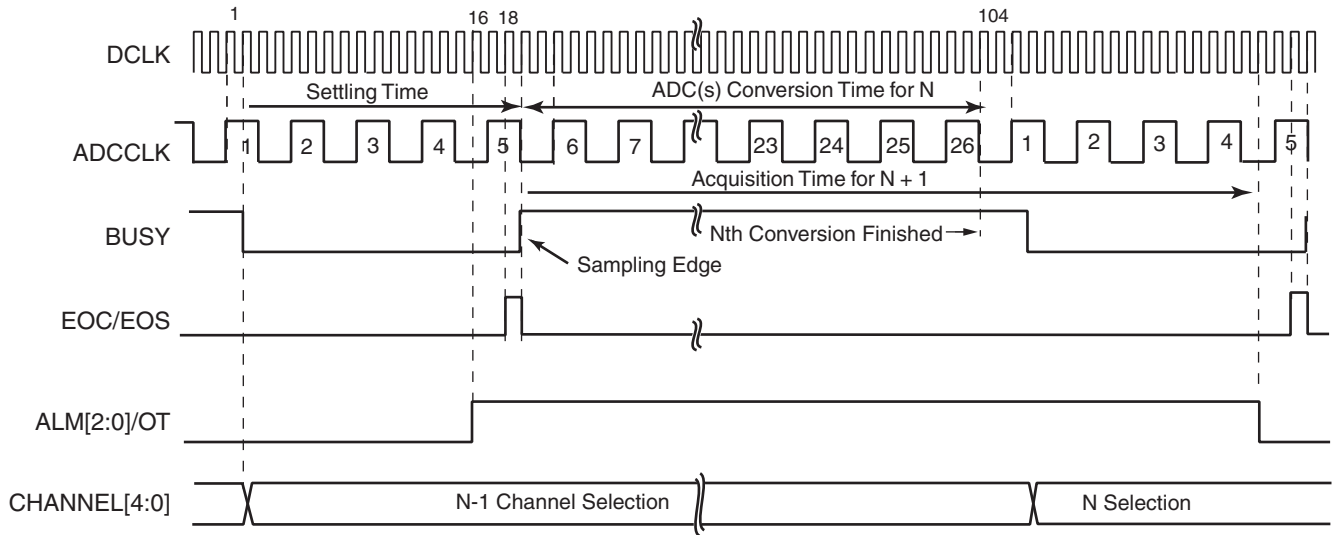 1 16 18 104
DCLK
Settling Time ADC(s) Conversion Time for N
ADCCLK 1 2 3 4 5 6 7 23 24 25 26 1 2 3 4 5
Acquisition Time for N + 1
BUSY Nth Conversion Finished
Sampling Edge
EOC/EOS
ALM[2:0]/OT
CHANNEL[4:0] N-1 Channel Selection N Selection